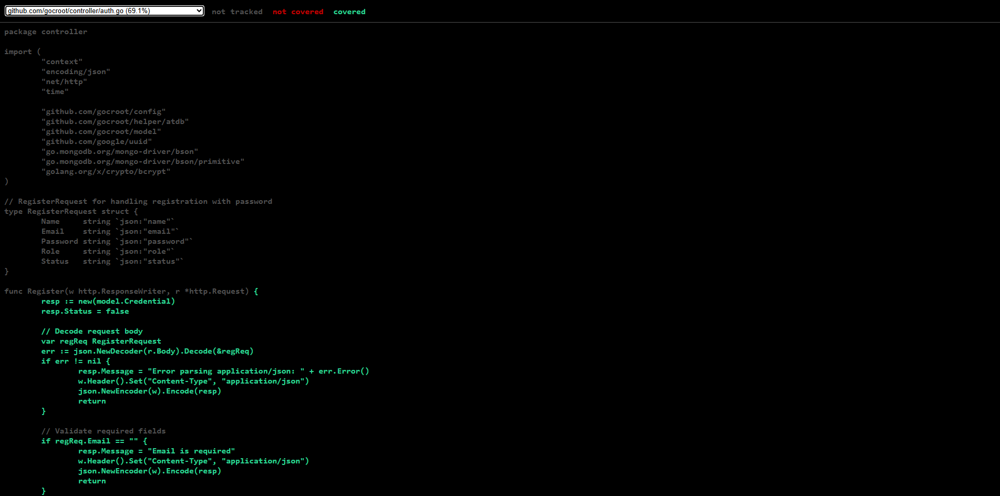 github.com/gocroot/controller/auth.go (69.1%) not tracked not covered covered
package controller
import (
"context"
"encoding/json"
"net/http"
"time"
"github.com/gocroot/config"
"github.com/gocroot/helper/atdb"
"github.com/gocroot/model"
"github.com/google/uuid"
"go.mongodb.org/mongo-driver/bson"
"go.mongodb.org/mongo-driver/bson/primitive"
"golang.org/x/crypto/bcrypt"
)
// RegisterRequest for handling registration with password
type RegisterRequest struct {
Name     string `json:"name"`
Email    string `json:"email"`
Password string `json:"password"`
Role     string `json:"role"`
Status   string `json:"status"`
}
func Register(w http.ResponseWriter, r *http.Request) {
resp := new(model.Credential)
resp.Status = false
// Decode request body
var regReq RegisterRequest
err := json.NewDecoder(r.Body).Decode(&regReq)
if err != nil {
resp.Message = "Error parsing application/json: " + err.Error()
w.Header().Set("Content-Type", "application/json")
json.NewEncoder(w).Encode(resp)
return
}
// Validate required fields
if regReq.Email == "" {
resp.Message = "Email is required"
w.Header().Set("Content-Type", "application/json")
json.NewEncoder(w).Encode(resp)
return
}